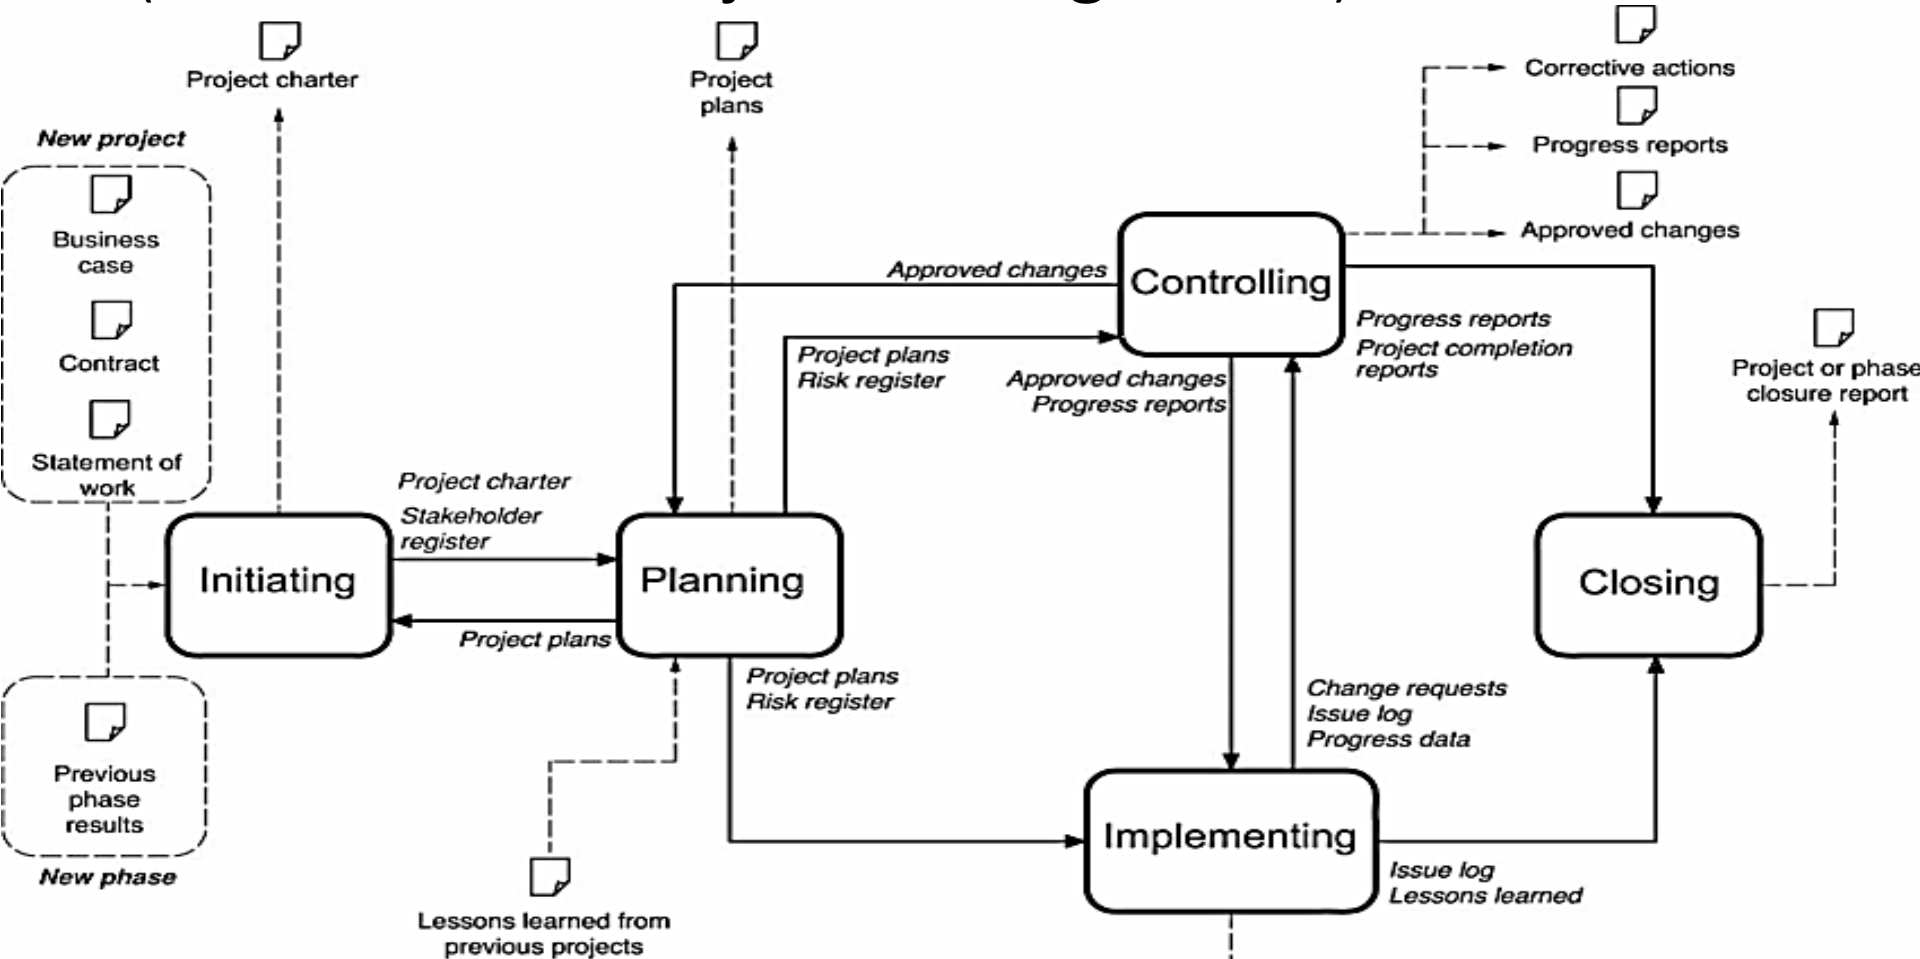 Project charter
Project
plans
Corrective actions
Progress reports
Approved changes
New project
Business
case
Contract
Statement of
work
Approved changes
Controlling
Project plans
Risk register
Approved changes
Progress reports
Progress reports
Project completion
reports
Project or phase
closure report
Project charter
Stakeholder
register
Initiating
Planning
Closing
Project plans
Project plans
Risk register
Change requests
Issue log
Progress data
Previous
phase
results
New phase
Implementing
Issue log
Lessons learned
Lessons learned from
previous projects